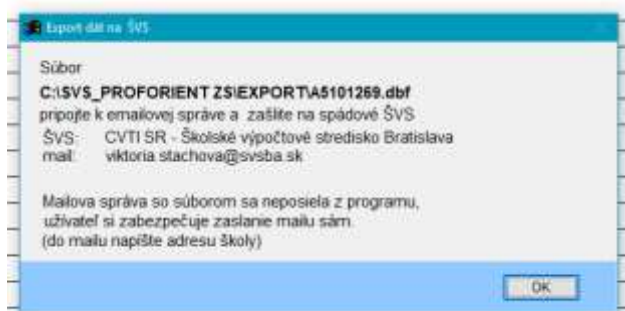 Export dát na ŠVS
Súbor
C:\SVS_PROFORIENT ZS\EXPORT\A5101269.dbf
pripojte k emailovej správe a zašlite na spádové ŠVS
ŠVS: CVTI SR - Školské výpočtové stredisko Bratislava
mail: viktoria.stachova@svsba.sk
Mailova správa so súborom sa neposiela z programu,
užívateľ si zabezpečuje zaslanie mailu sám.
(do mailu napíšte adresu školy)
OK